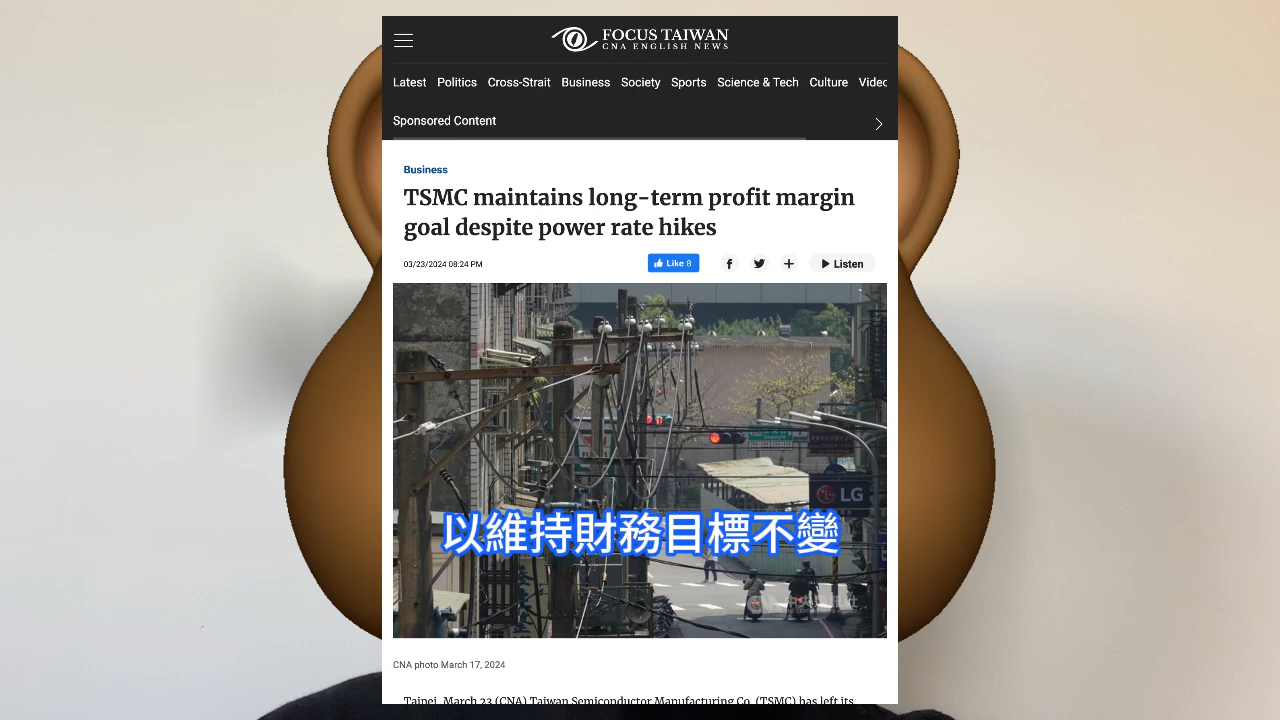 FOCUS TAIWAN
CNA ENGLISH NEWS
Latest Politics Cross-Strait Business Society Sports Science & Tech Culture
Sponsored Content
Business
TSMC maintains long-term profit margin
goal despite power rate hikes
03/23/2024 08:24 PM
Like 8
Listen
LG
以維持財務目標不變
CNA photo March 17, 2024
Taipei, March 23 (CNA) Taiwan Semiconductor Manufacturing Co. (TSMC) has left its